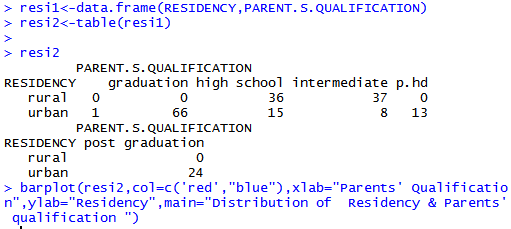 > resi1<-data.frame(RESIDENCY,PARENT.S.QUALIFICATION)
> resi2<-table(resi1)
>
> resi2
         PARENT.S.QUALIFICATION
RESIDENCY    graduation high school intermediate p.hd
    rural  0          0          36           37    0
    urban  1         66          15            8   13
         PARENT.S.QUALIFICATION
RESIDENCY post graduation
    rural               0
    urban              24
> barplot(resi2,col=c('red',"blue"),xlab="Parents' Qualificatio
n",ylab="Residency",main="Distribution of  Residency & Parents'
 qualification ")